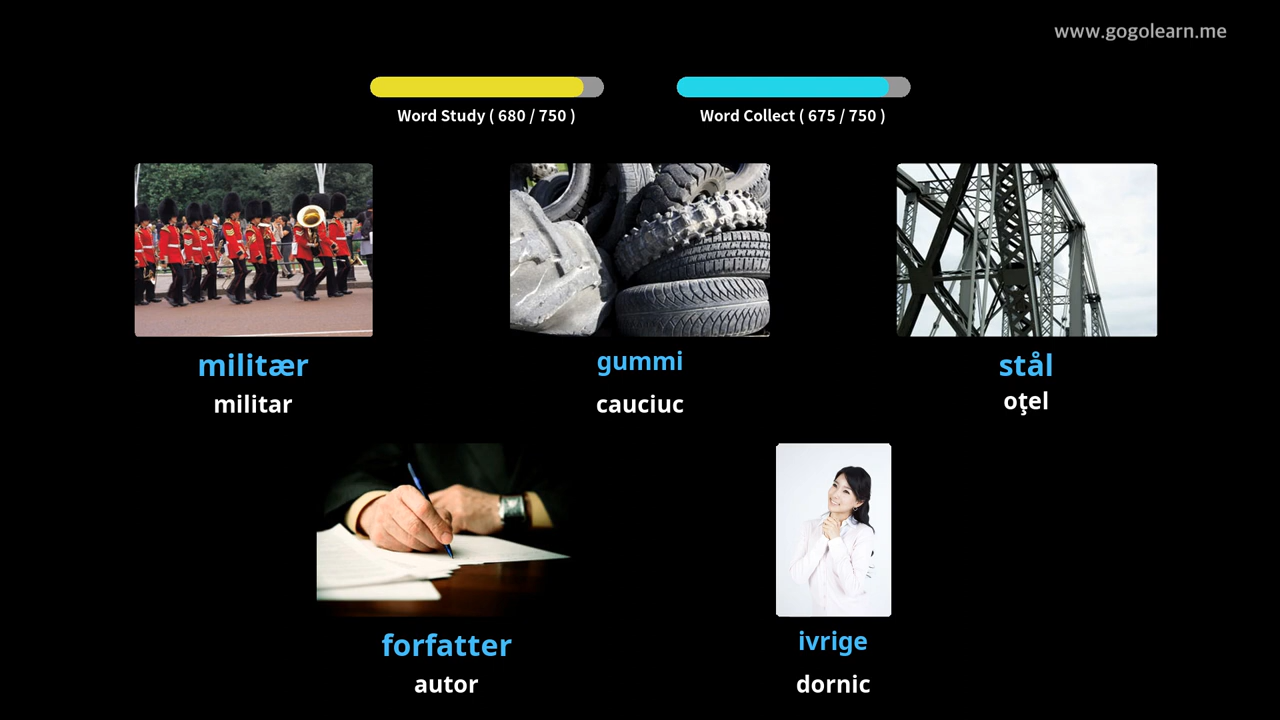 www.gogolearn.me
Word Study ( 680 / 750 )
Word Collect ( 675 / 750 )
militær
gummi
stål
militar
cauciuc
oţel
forfatter
ivrige
autor
dornic